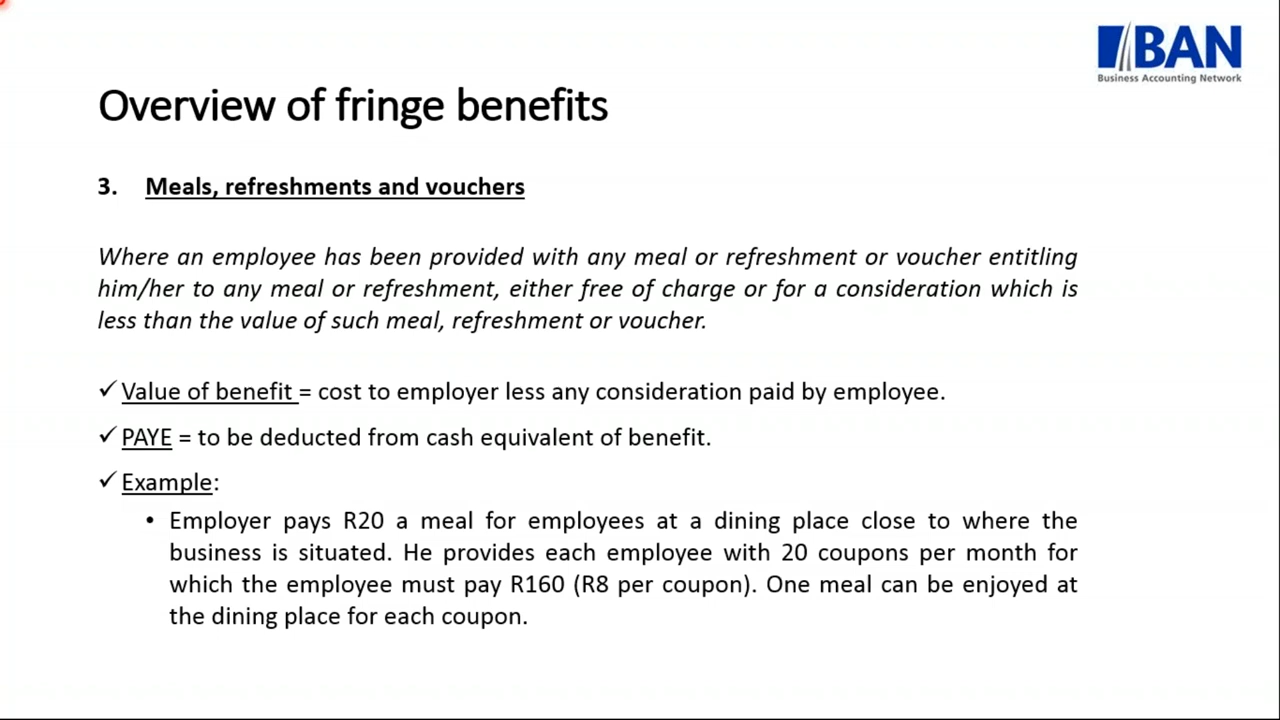 BAN
Business Accounting Network
Overview of fringe benefits
3. Meals, refreshments and vouchers
Where an employee has been provided with any meal or refreshment or voucher entitling
him/her to any meal or refreshment, either free of charge or for a consideration which is
less than the value of such meal, refreshment or voucher.
✓ Value of benefit = cost to employer less any consideration paid by employee.
✓ PAYE = to be deducted from cash equivalent of benefit.
✓ Example:
• Employer pays R20 a meal for employees at a dining place close to where the
business is situated. He provides each employee with 20 coupons per month for
which the employee must pay R160 (R8 per coupon). One meal can be enjoyed at
the dining place for each coupon.